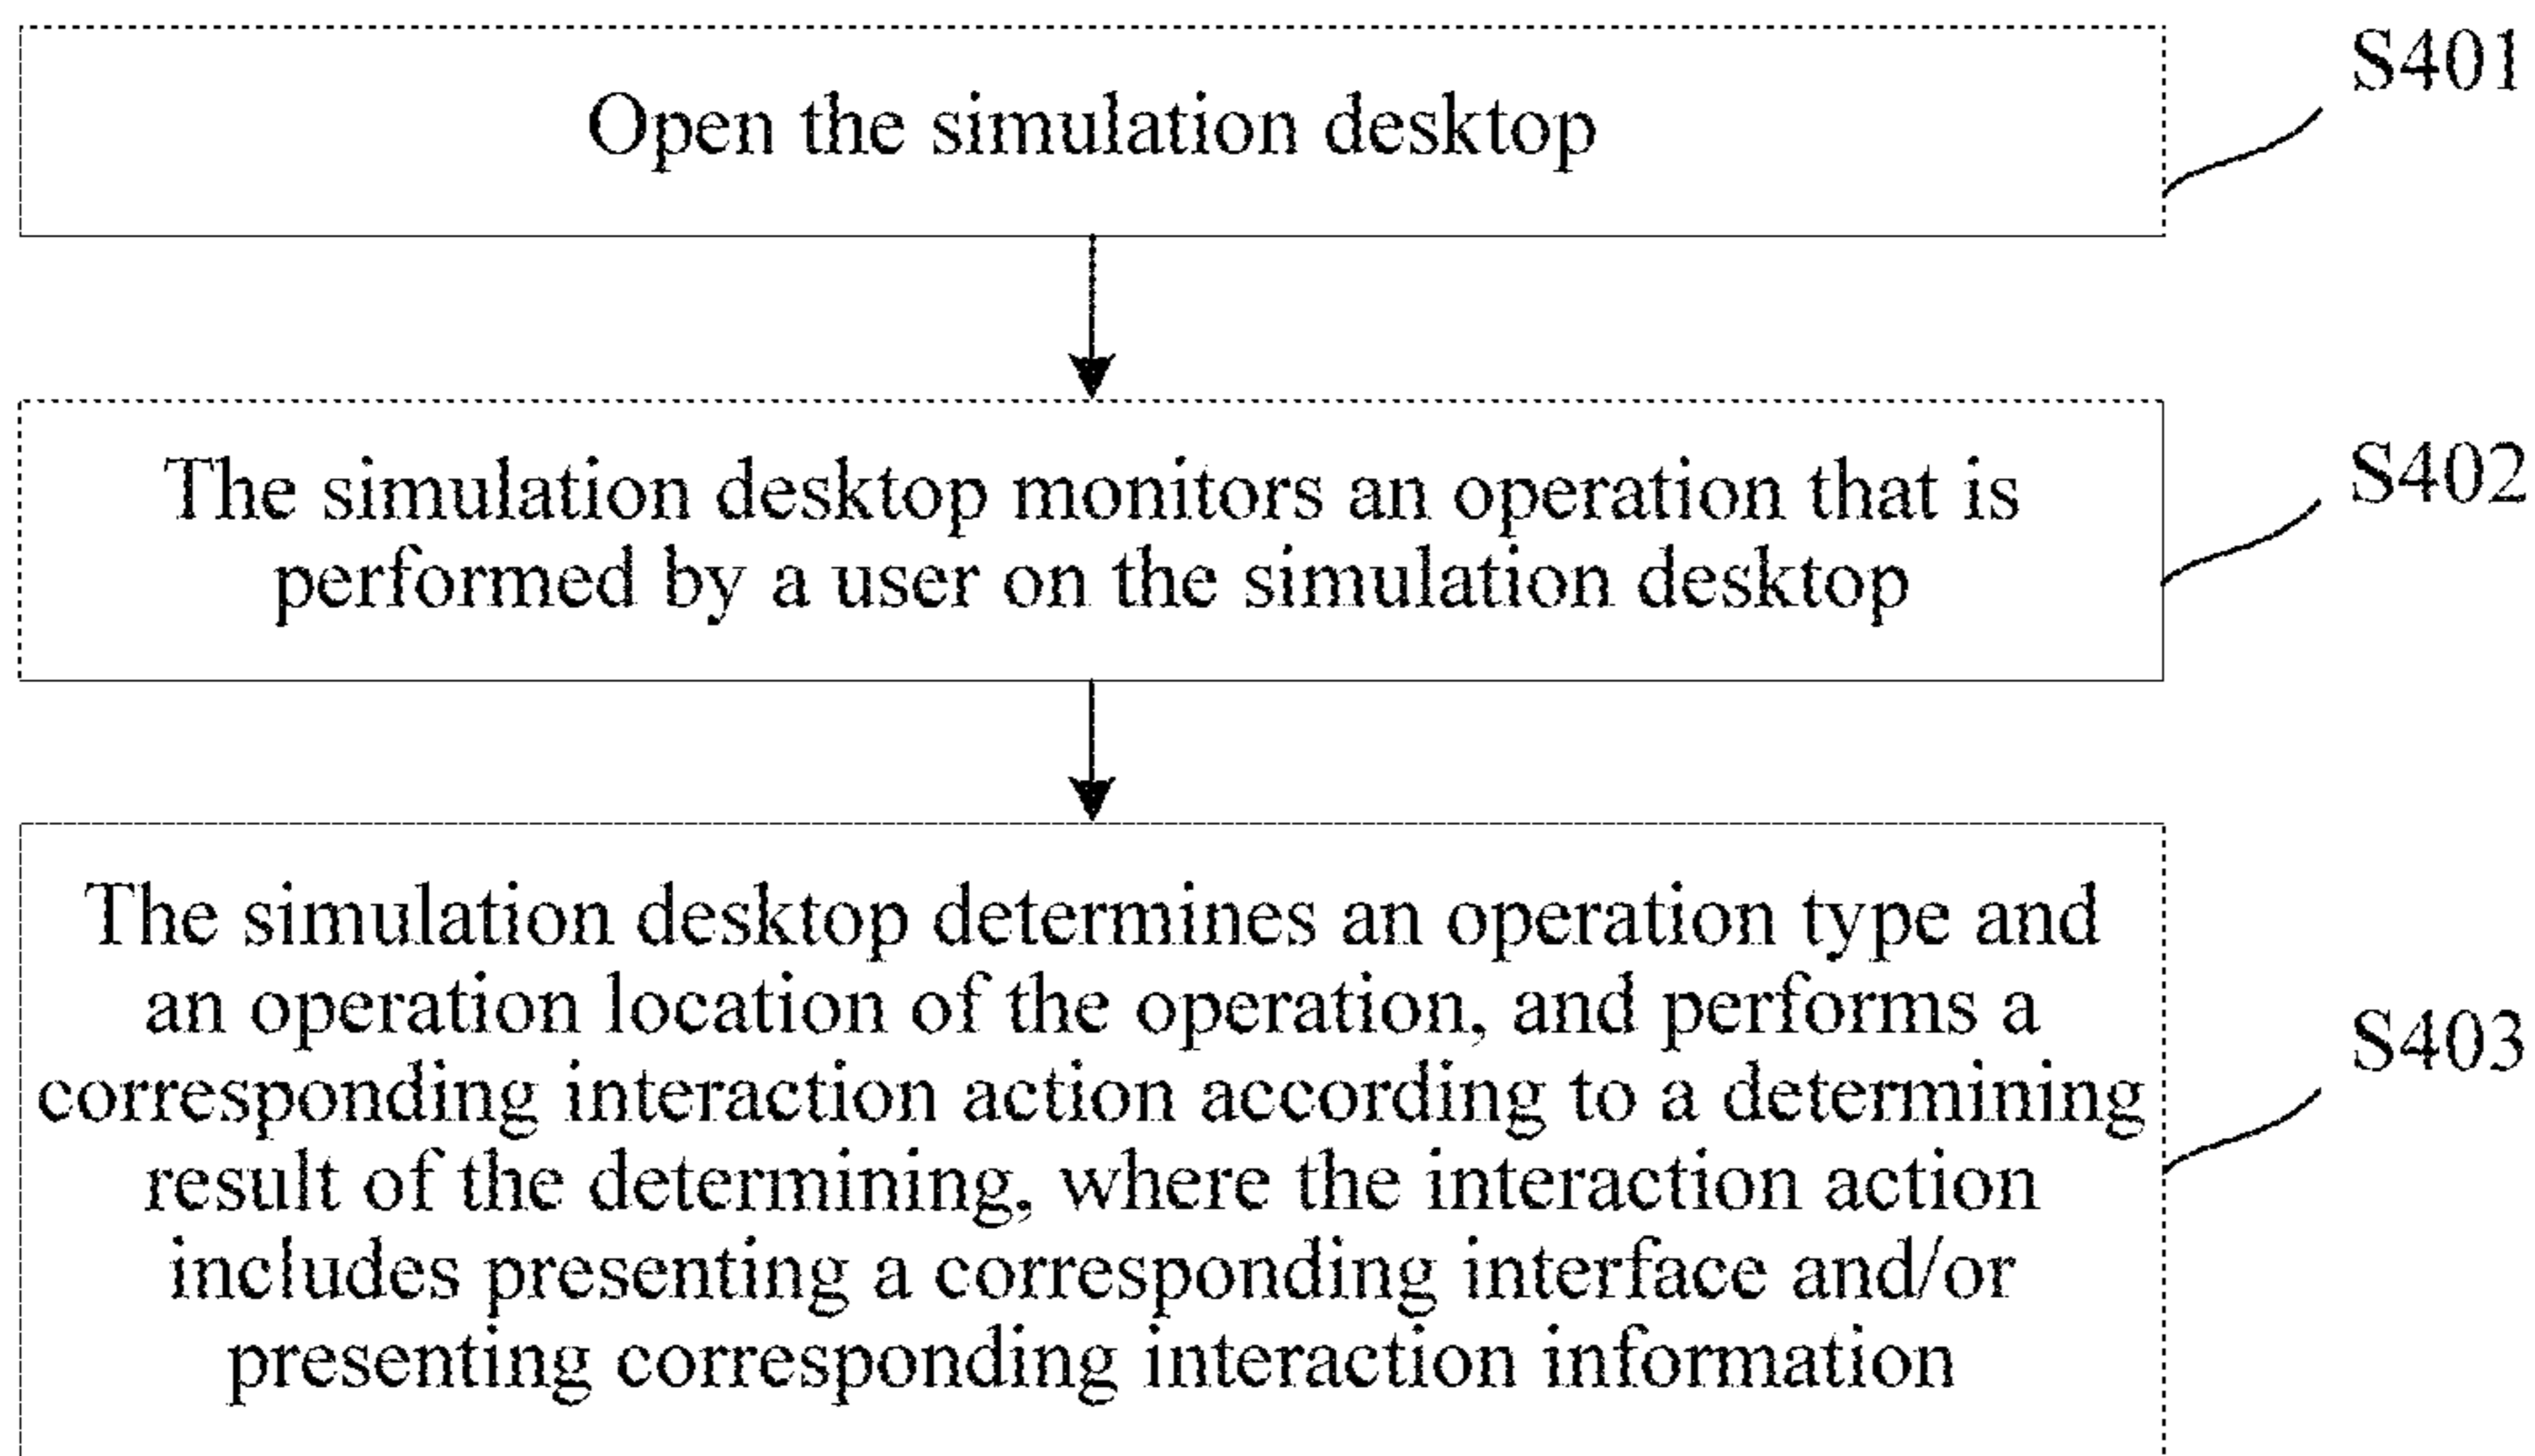 Open the simulation desktop
S401
The simulation desktop monitors an operation that is
performed by a user on the simulation desktop
S402
The simulation desktop determines an operation type and
an operation location of the operation, and performs a
corresponding interaction action according to a determining
result of the determining, where the interaction action
includes presenting a corresponding interface and/or
presenting corresponding interaction information
S403